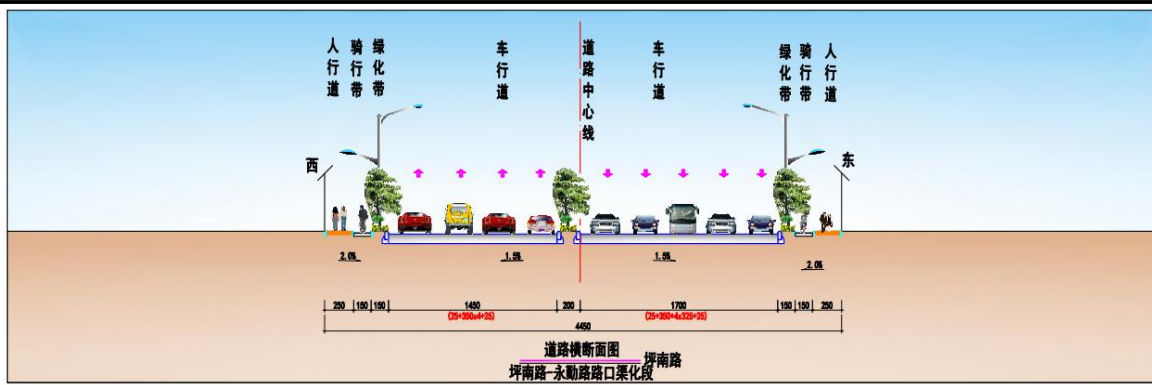 人行道
骑行带
绿化带
车行道
道路中心线
车行道
绿化带
骑行带
人行道
西
东
2.0%
1.5%
1.5%
2.0%
250 150 150 1450 200 1700 150 150 250
(25+350x4+25)
(25+350+4x325+25)
4450
道路横断面图
坪南路
坪南路-永勤路路口渠化段